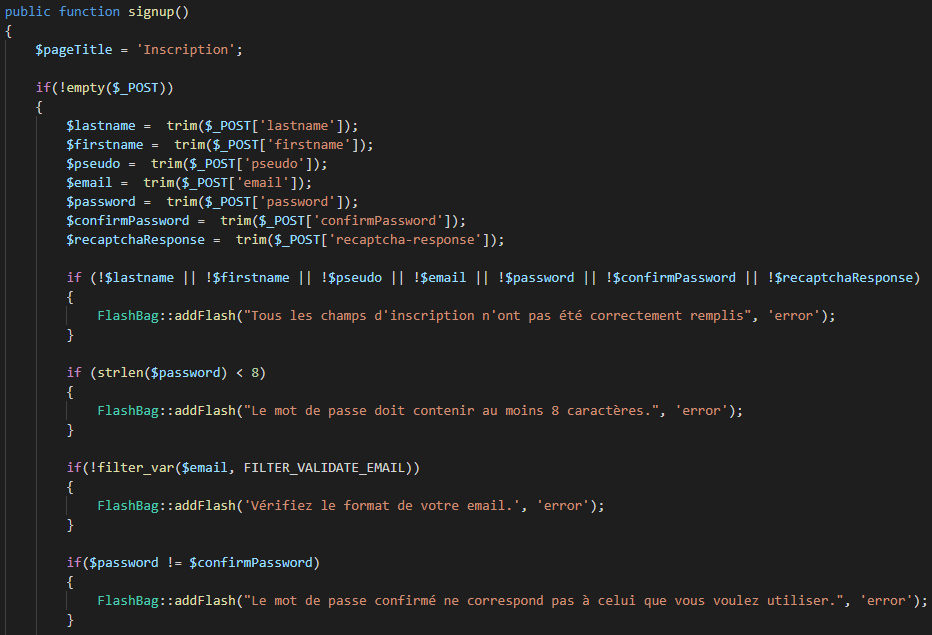 public function signup()
{
$pageTitle = 'Inscription';
if(!empty($_POST))
{
$lastname =  trim($_POST['lastname']);
$firstname =  trim($_POST['firstname']);
$pseudo =  trim($_POST['pseudo']);
$email =  trim($_POST['email']);
$password =  trim($_POST['password']);
$confirmPassword =  trim($_POST['confirmPassword']);
$recaptchaResponse =  trim($_POST['recaptcha-response']);
if (!$lastname || !$firstname || !$pseudo || !$email || !$password || !$confirmPassword || !$recaptchaResponse)
{
FlashBag::addFlash("Tous les champs d'inscription n'ont pas été correctement remplis", 'error');
}
if (strlen($password) < 8)
{
FlashBag::addFlash("Le mot de passe doit contenir au moins 8 caractères.", 'error');
}
if(!filter_var($email, FILTER_VALIDATE_EMAIL))
{
FlashBag::addFlash('Vérifiez le format de votre email.', 'error');
}
if($password != $confirmPassword)
{
FlashBag::addFlash("Le mot de passe confirmé ne correspond pas à celui que vous voulez utiliser.", 'error');
}